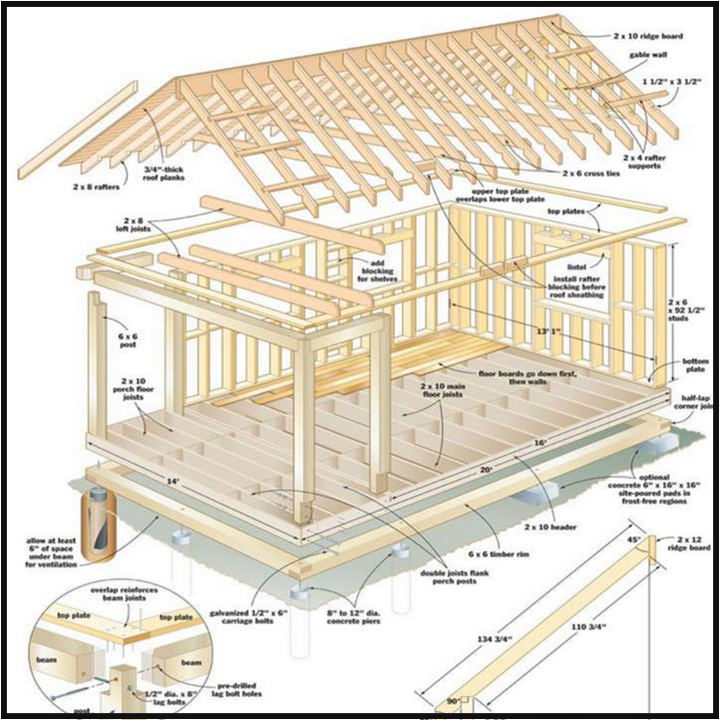 2 x 10 ridge board
gable wall
1 1/2" x 3 1/2"
3/4"-thick
roof planks
2 x 8 rafters
2 x 4 rafter
supports
2 x 6 cross ties
upper top plate
overlaps lower top plate
top plates
2 x 8
loft joists
add
blocking
for shelves
lintel
install rafter
blocking before
roof sheathing
2 x 6
x 92 1/2"
studs
6 x 6
post
13' 1"
bottom
plate
floor boards go down first,
then walls
2 x 10
porch floor
joists
2 x 10 main
floor joists
half-lap
corner join
16'
20'
14'
optional
concrete 6" x 16" x 16"
site-poured pads in
frost-free regions
2 x 10 header
allow at least
6" of space
under beam
for ventilation
6 x 6 timber rim
45°
2 x 12
ridge board
double joists flank
porch posts
overlap reinforces
beam joints
galvanized 1/2" x 6"
carriage bolts
8" to 12" dia.
concrete piers
top plate
top plate
134 3/4"
110 3/4"
beam
beam
pre-drilled
lag bolt holes
1/2" dia. x 8"
lag bolts
90°
post